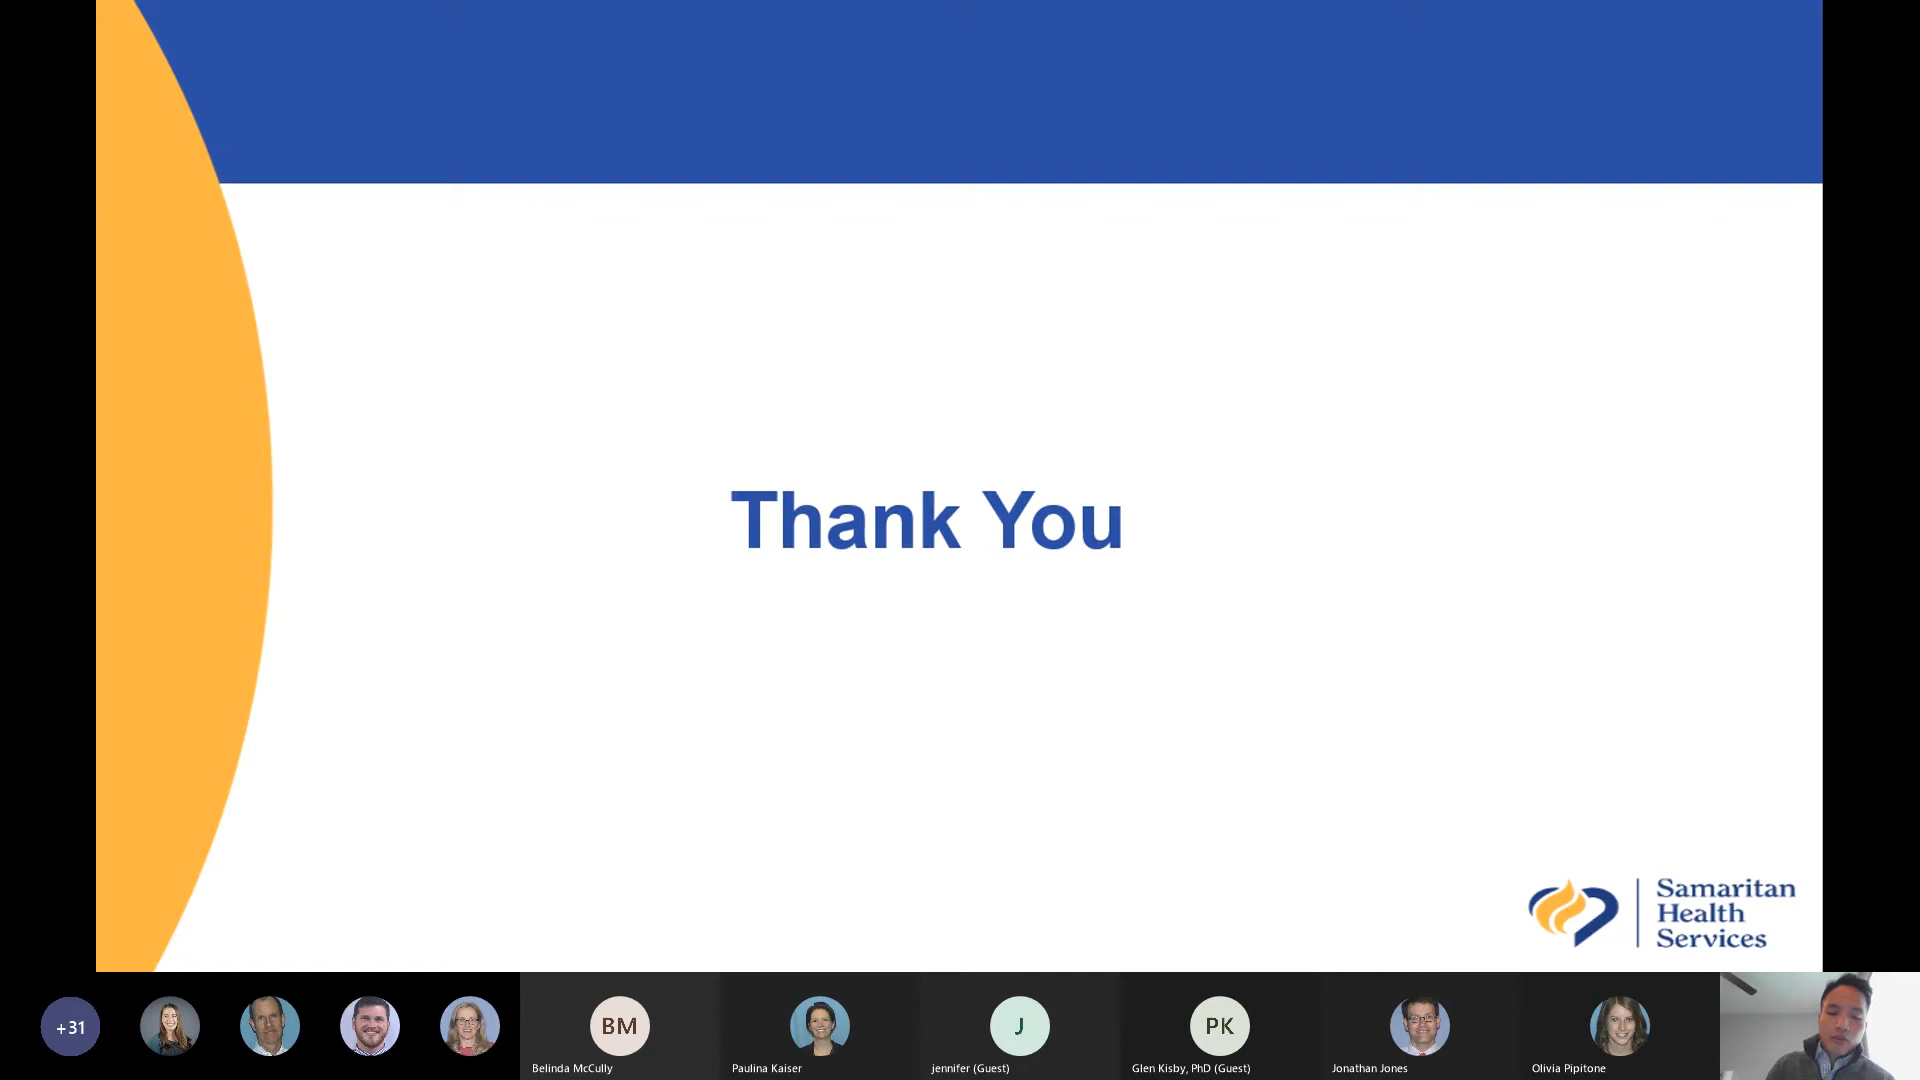 Thank You
Samaritan
Health
Services
+31
BM
J
PK
Belinda McCully
Paulina Kaiser
jennifer (Guest)
Glen Kisby, PhD (Guest)
Jonathan Jones
Olivia Pipitone